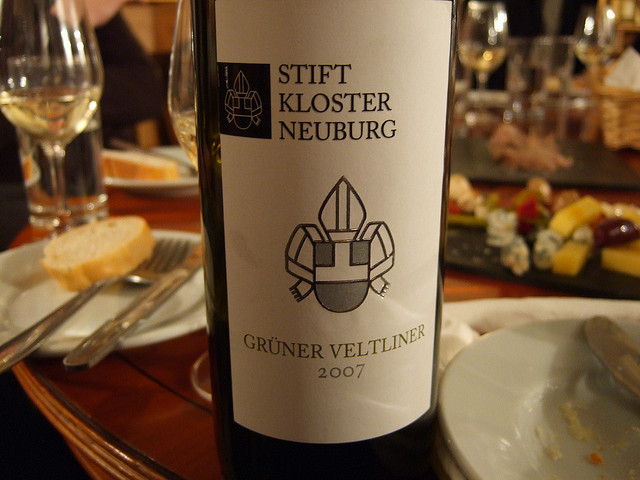 STIFT
KLOSTER
NEUBURG
GRÜNER VELTLINER
2007